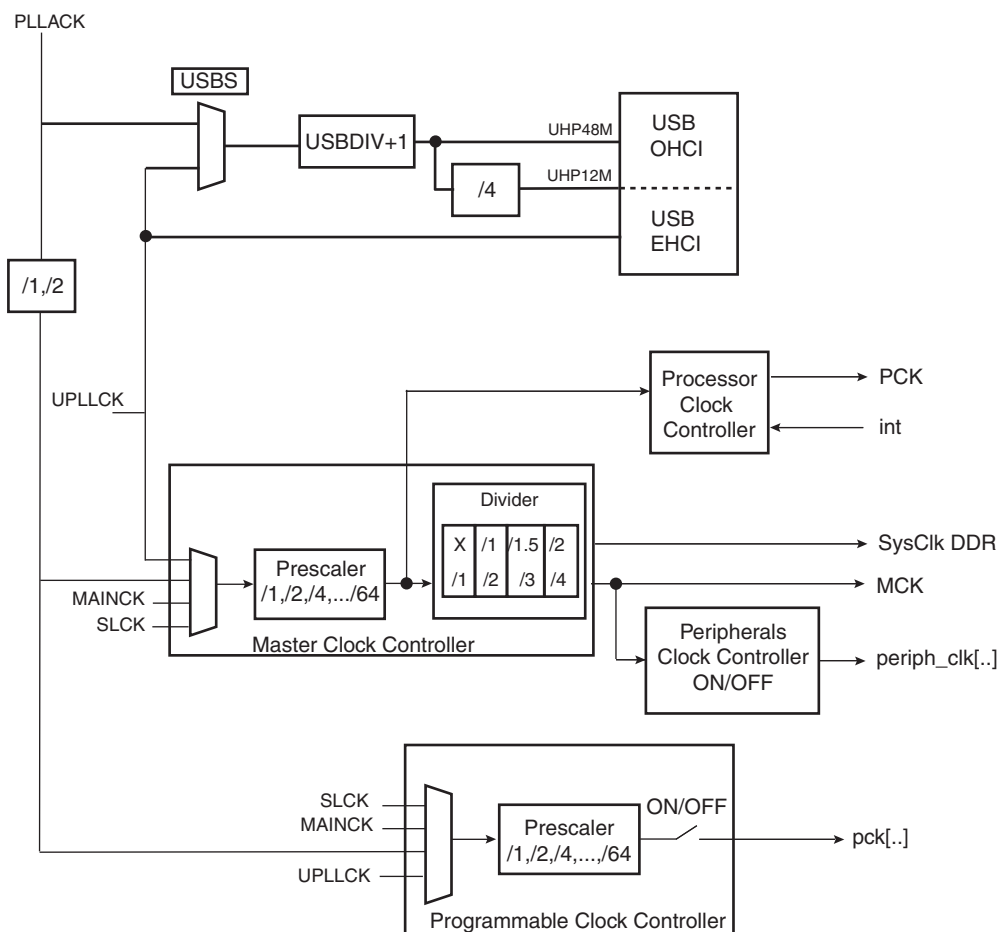 PLLACK
USBS
USBDIV+1
UHP48M
USB
OHCI
/4
UHP12M
USB
EHCI
/1,/2
UPLLCK
Processor
Clock
Controller
PCK
int
Divider
X /1 /1.5 /2
/1 /2 /3 /4
SysClk DDR
MCK
Prescaler
/1,/2,/4,.../64
MAINCK
SLCK
Master Clock Controller
Peripherals
Clock Controller
ON/OFF
periph_clk[..]
SLCK
MAINCK
UPLLCK
Prescaler
/1,/2,/4,...,/64
ON/OFF
pck[..]
Programmable Clock Controller